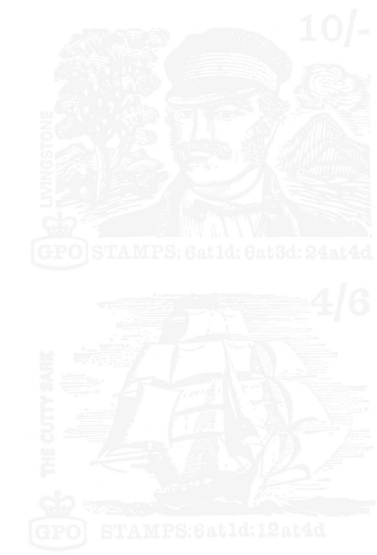 10/-
LIVINGSTONE
GPO STAMPS: 6at1d: 6at3d: 24at4d
4/6
THE CUTTY SARK
GPO STAMPS: 6at1d: 12at4d